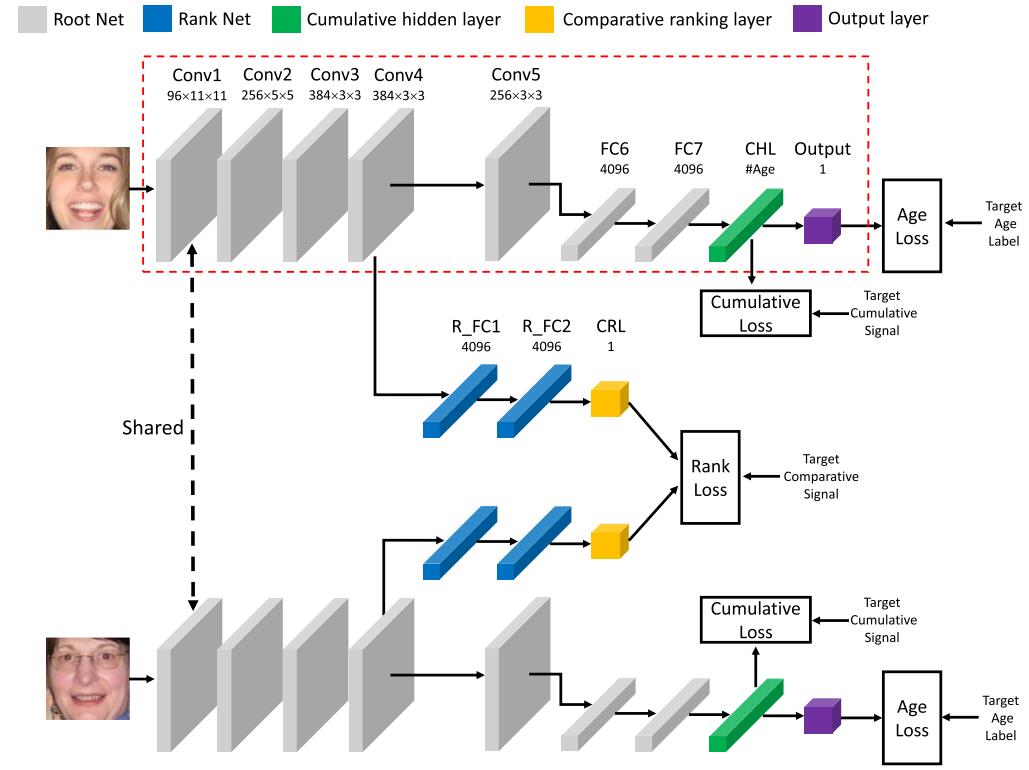 Root Net
Rank Net
Cumulative hidden layer
Comparative ranking layer
Output layer
Conv1
96×11×11
Conv2
256×5×5
Conv3
384×3×3
Conv4
384×3×3
Conv5
256×3×3
FC6
4096
FC7
4096
CHL
#Age
Output
1
Age
Loss
Target
Age
Label
Cumulative
Loss
Target
Cumulative
Signal
R_FC1
4096
R_FC2
4096
CRL
1
Shared
Rank
Loss
Target
Comparative
Signal
Cumulative
Loss
Target
Cumulative
Signal
Age
Loss
Target
Age
Label